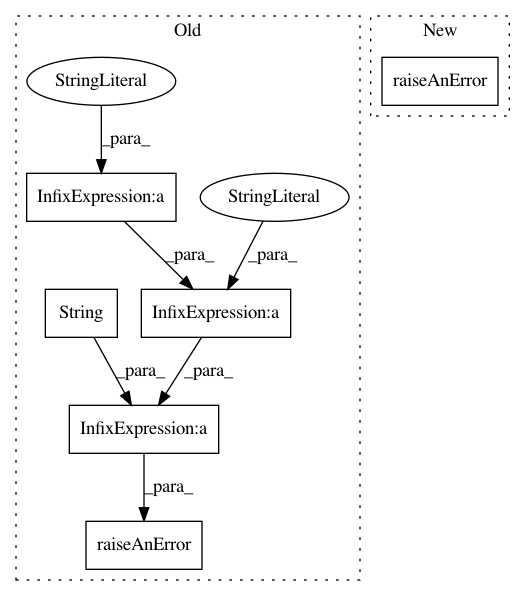 Old
New
StringLiteral
raiseAnError
_para_
InfixExpression:a
StringLiteral
_para_
_para_
String
InfixExpression:a
_para_
_para_
InfixExpression:a
_para_
raiseAnError